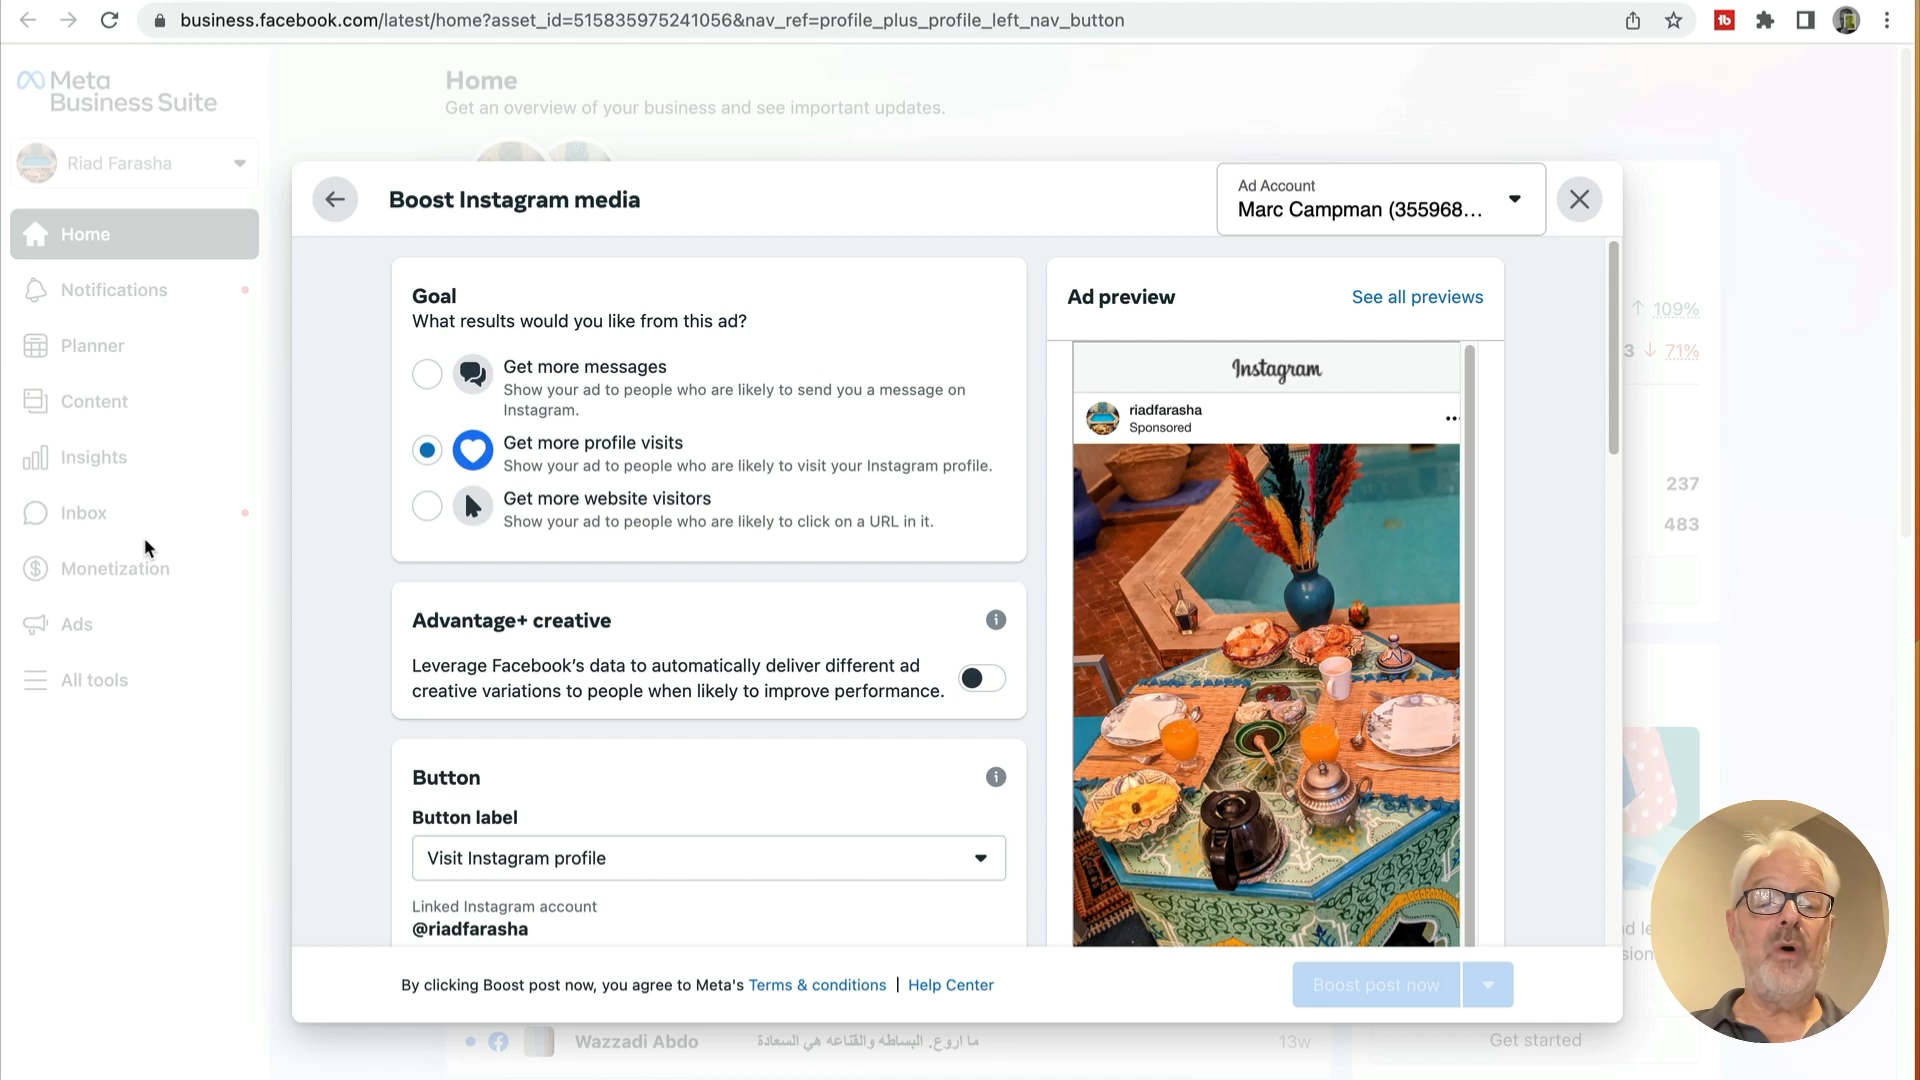 business.facebook.com/latest/home?asset_id=515835975241056&nav_ref=profile_plus_profile_left_nav_button
Meta
Business Suite
Riad Farasha
Home
Notifications
Planner
Content
Insights
Inbox
Monetization
Ads
All tools
Home
Get an overview of your business and see important updates.
Boost Instagram media
Ad Account
Marc Campman (355968...
Goal
What results would you like from this ad?
Get more messages
Show your ad to people who are likely to send you a message on
Instagram.
Get more profile visits
Show your ad to people who are likely to visit your Instagram profile.
Get more website visitors
Show your ad to people who are likely to click on a URL in it.
Advantage+ creative
Leverage Facebook's data to automatically deliver different ad
creative variations to people when likely to improve performance.
Button
Button label
Visit Instagram profile
Linked Instagram account
@riadfarasha
Ad preview
See all previews
Instagram
riadfarasha
Sponsored
109%
3 ↓ 71%
237
483
By clicking Boost post now, you agree to Meta's Terms & conditions | Help Center
Boost post now
Wazzadi Abdo
ما اروع. البساطه والقناعه هي السعادة
13w
Get started